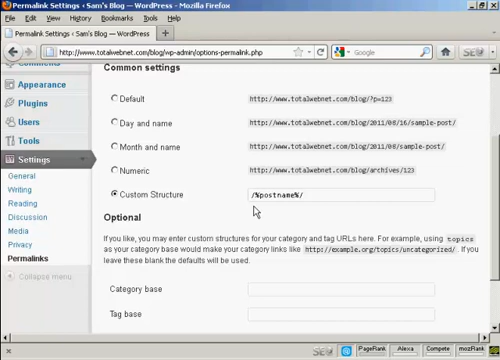 Permalink Settings ‹ Sam's Blog — WordPress - Mozilla Firefox
File Edit View History Bookmarks Tools Help
Permalink Settings ‹ Sam's Blog — WordPress
http://www.totalwebnet.com/blog/wp-admin/options-permalink.php
Google
Comments
Appearance
Plugins
Users
Tools
Settings
General
Writing
Reading
Discussion
Media
Privacy
Permalinks
Collapse menu
Common settings
Default http://www.totalwebnet.com/blog/?p=123
Day and name http://www.totalwebnet.com/blog/2011/08/16/sample-post/
Month and name http://www.totalwebnet.com/blog/2011/08/sample-post/
Numeric http://www.totalwebnet.com/blog/archives/123
Custom Structure /%postname%/
Optional
If you like, you may enter custom structures for your category and tag URLs here. For example, using topics
as your category base would make your category links like http://example.org/topics/uncategorized/. If you
leave these blank the defaults will be used.
Category base
Tag base
PageRank Alexa Compete mozRank